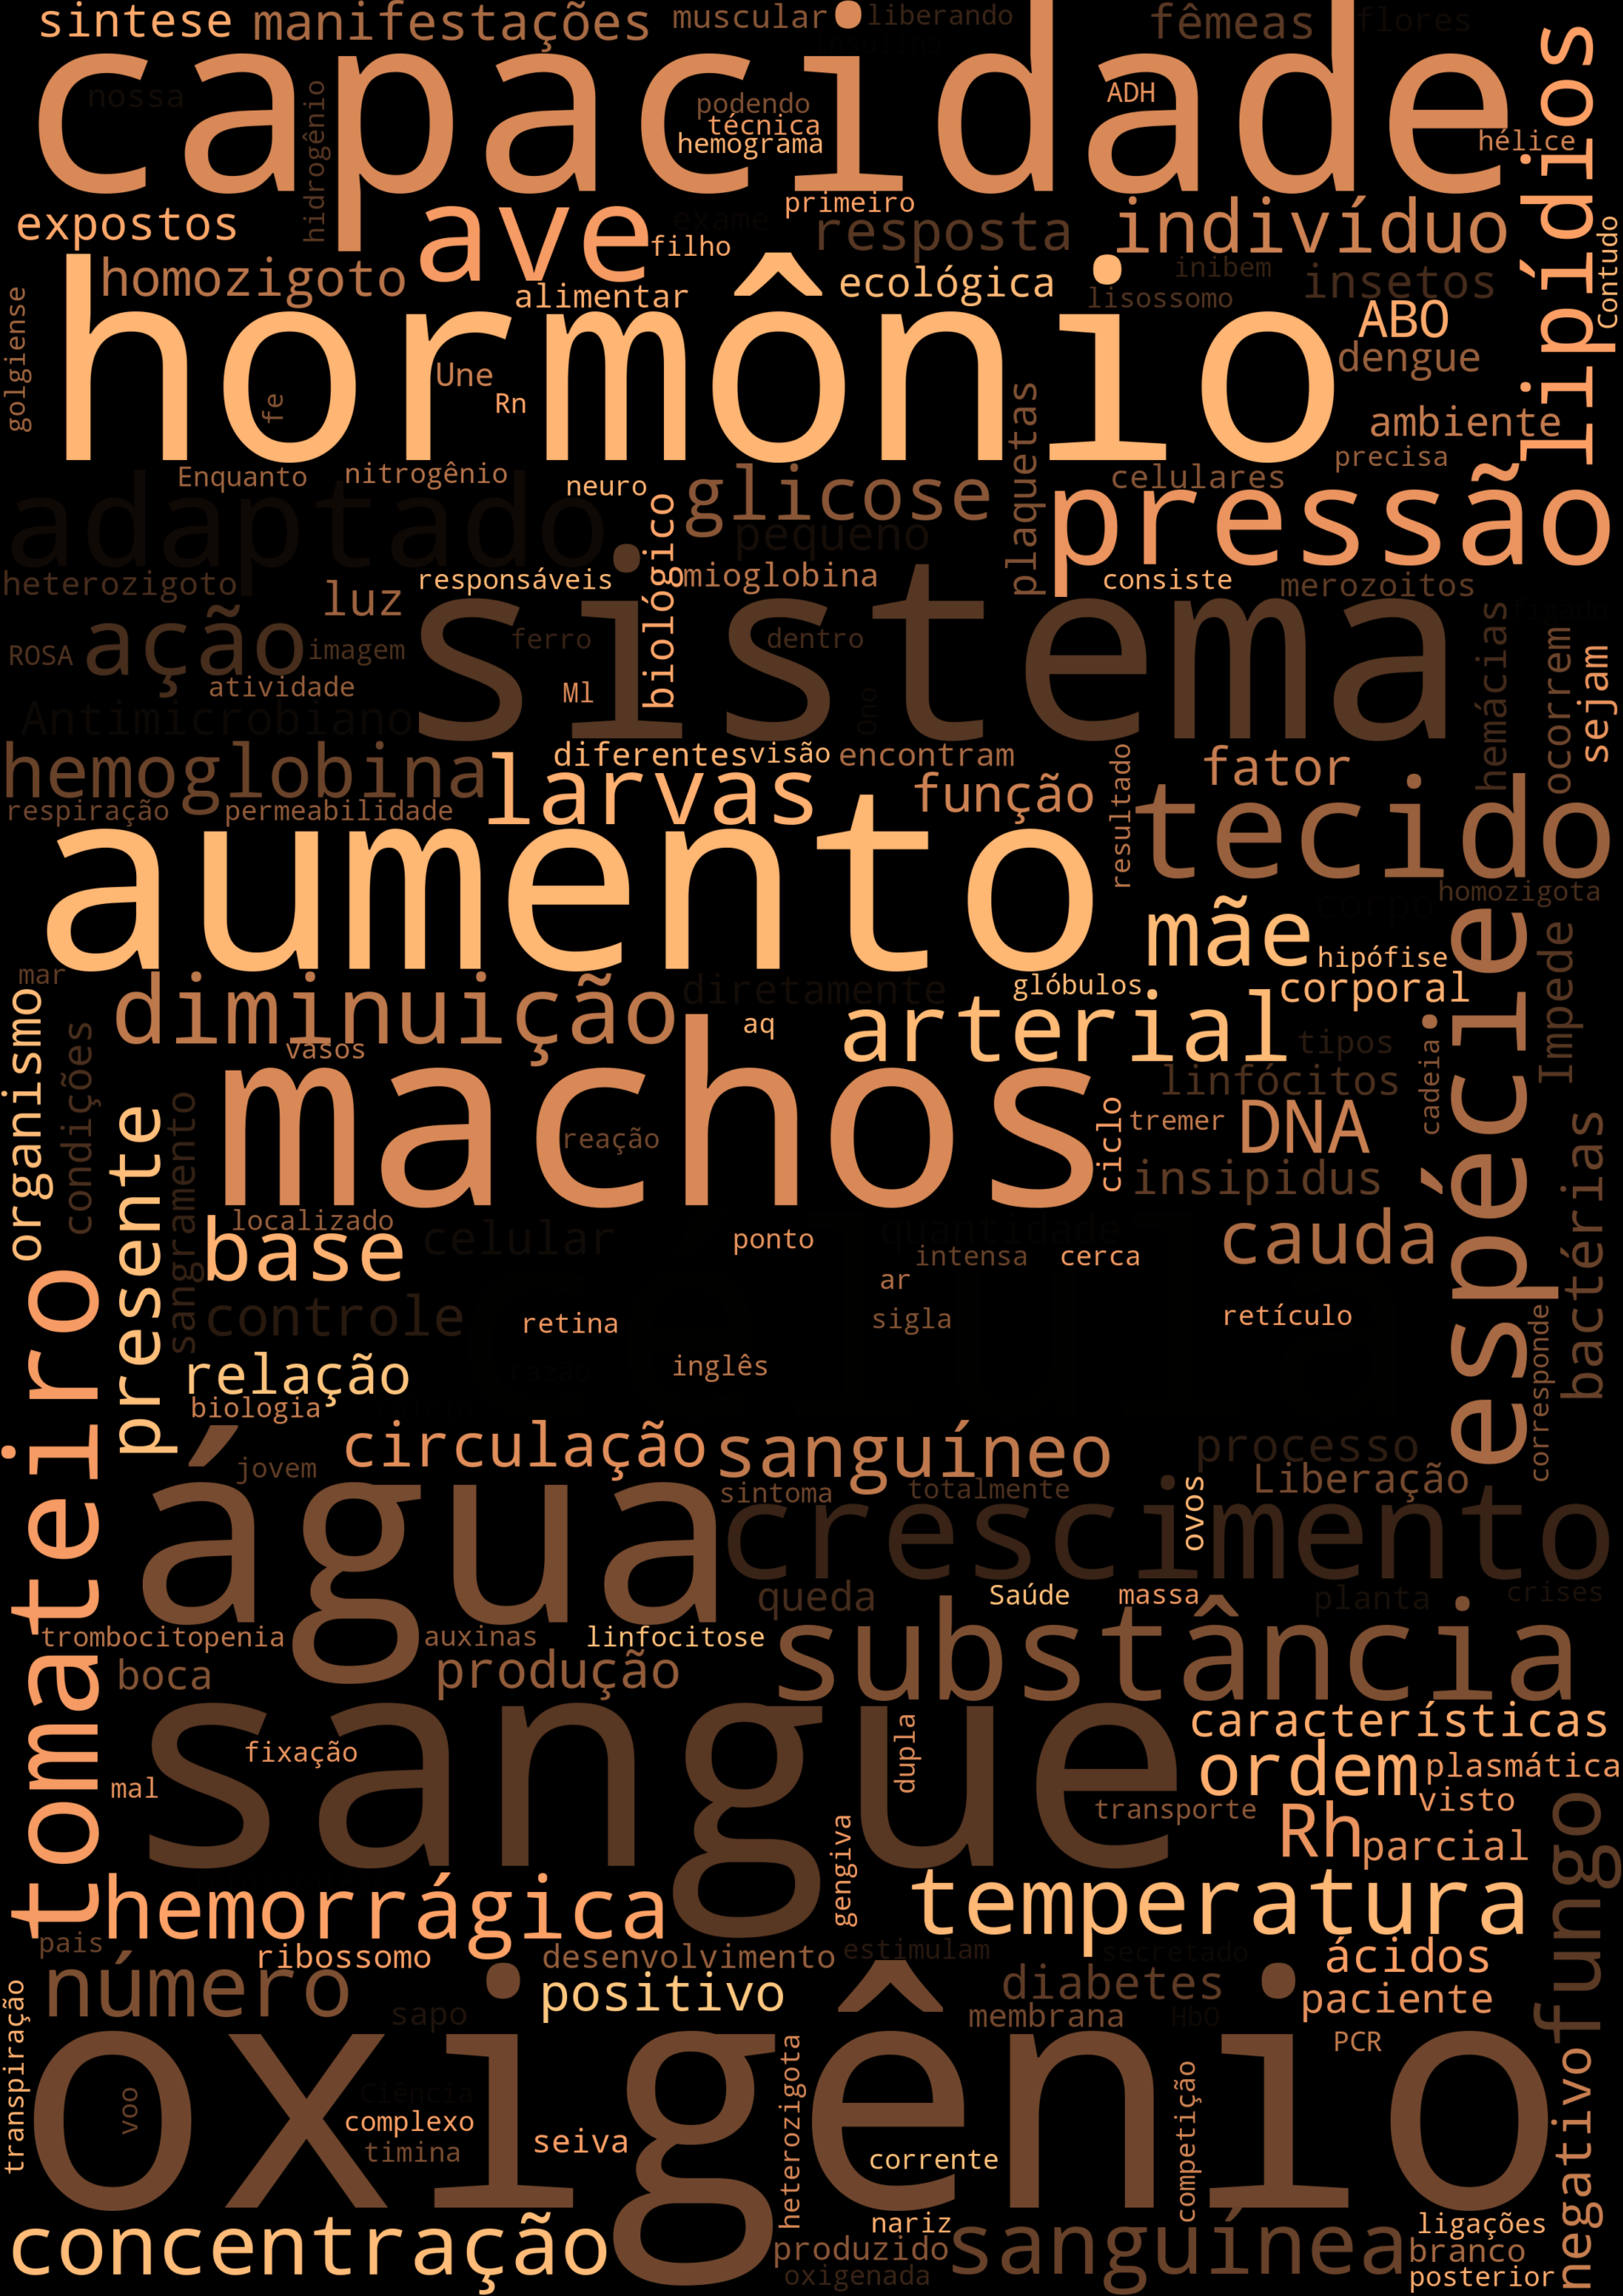 sintese manifestações muscular liberando fêmeas flores
capacidade
nossa
hidrogênio
podendo
técnica
hemograma
ADH
hélice
lipídios
expostos
ave
primeiro
exame
filho
resposta
indivíduo
Contudo
homozigoto
alimentar
ecológica
inibem
lisossomo
insetos
hormônio
golgiense
Une
Rn
fe
ABO
dengue
plaquetas
ambiente
precisa
Enquanto
nitrogênio
neuro
glicose
celulares
pressão
adaptado
biológico
pequeno
heterozigoto
luz
responsáveis
mioglobina
consiste
merozoitos
fígado
sistema
ação
ROSA
imagem
ferro
dentro
atividade
Ml
Ono
Antimicrobiano
hemácias
ocorrem
sejam
hemoglobina
diferentes
visão
encontram
resultado
fator
respiração
permeabilidade
larvas
função
tecido
aumento
homozigota
corpo
mãe
hipófise
espécie
Impede
mar
organismo
condições
diminuição
diretamente
glóbulos
corporal
aq
arterial
tipos
cadeia
vasos
linfócitos
machos
reação
ciclo
tremer
DNA
insipidus
bactérias
presente
sangramento
localizado
base
celular
ponto
quantidade
intensa
cerca
ar
cauda
tomateiro
controle
retina
sigla
retículo
corresponde
relação
razão
inglês
biologia
circulação
sanguíneo
processo
jovem
sintoma
totalmente
Liberação
água
ovos
crescimento
queda
Saúde
massa
planta
crises
trombocitopenia
auxinas
linfocitose
substância
boca
produção
sangue
dupla
características
fixação
ordem
plasmática
mal
visto
transporte
Rh
parcial
fungo
gengiva
hemorrágica
temperatura
pais
ribossomo
desenvolvimento
estimulam
secretado
ácidos
número
positivo
diabetes
paciente
transpiração
sapo
membrana
HbO
PCR
oxigênio
negativo
voo
Ciência
complexo
timina
seiva
heterozigota
corrente
competição
concentração
nariz
ligações
produzido
sanguínea
branco
oxigenada
posterior